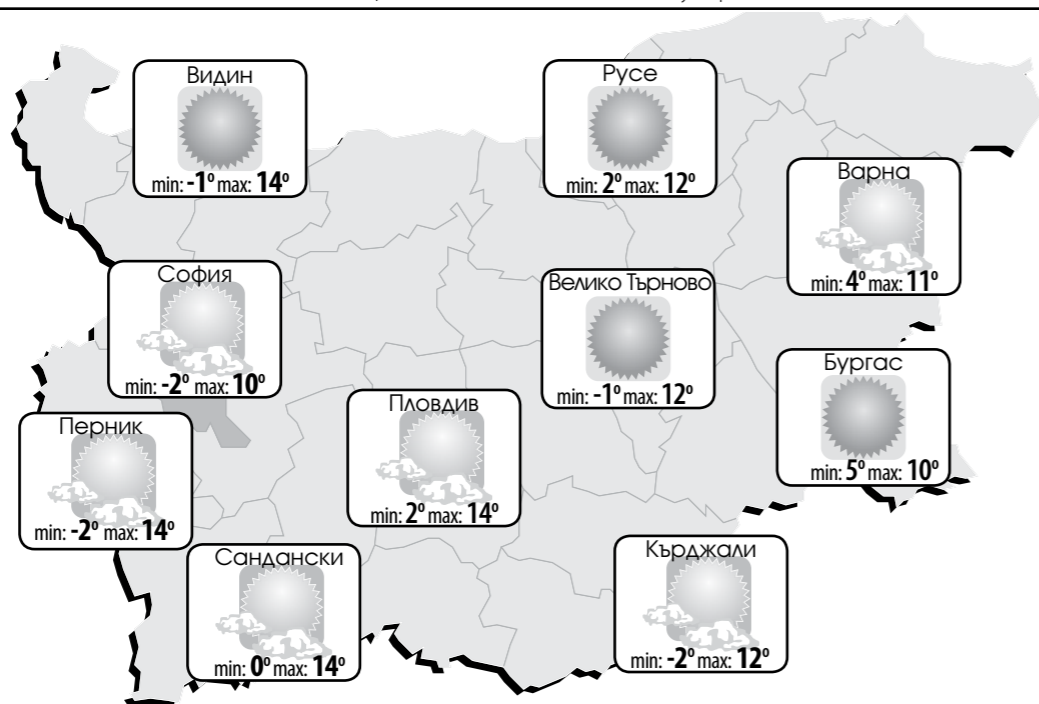 Видин
min: -1° max: 14°
Русе
min: 2° max: 12°
Варна
min: 4° max: 11°
София
min: -2° max: 10°
Велико Търново
min: -1° max: 12°
Бургас
min: 5° max: 10°
Пловдив
min: 2° max: 14°
Перник
min: -2° max: 14°
Сандански
min: 0° max: 14°
Кърджали
min: -2° max: 12°